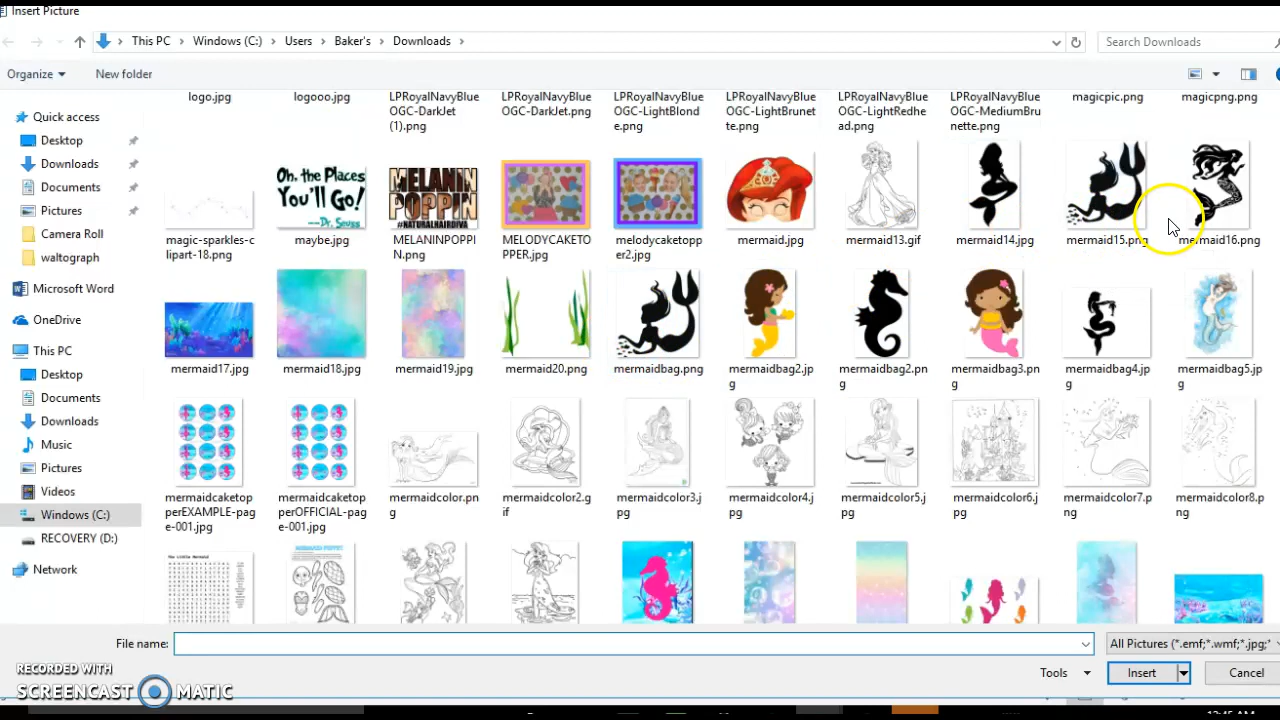 Insert Picture
This PC > Windows (C:) > Users > Baker's > Downloads >
Search Downloads
Organize
New folder
Quick access
Desktop
Downloads
Documents
Pictures
Camera Roll
waltograph
Microsoft Word
OneDrive
This PC
Desktop
Documents
Downloads
Music
Pictures
Videos
Windows (C:)
RECOVERY (D:)
Network
logo.jpg
logooo.jpg
LPRoyalNavyBlue
OGC-DarkJet
(1).png
LPRoyalNavyBlue
OGC-DarkJet.png
LPRoyalNavyBlue
OGC-LightBlond
e.png
LPRoyalNavyBlue
OGC-LightBrunet
te.png
LPRoyalNavyBlue
OGC-LightRedhe
ad.png
LPRoyalNavyBlue
OGC-MediumBru
nette.png
magicpic.png
magicpng.png
Oh, the Places
You'll Go!
--Dr. Seuss
MELANIN
POPPIN
#NATURALHAIRDIVA
magic-sparkles-c
lipart-18.png
maybe.jpg
MELANINPOPPI
N.png
MELODYCAKETO
PPER.jpg
melodycaketopp
er2.jpg
mermaid.jpg
mermaid13.gif
mermaid14.jpg
mermaid15.png
mermaid16.png
mermaid17.jpg
mermaid18.jpg
mermaid19.jpg
mermaid20.png
mermaidbag.png
mermaidbag2.jp
g
mermaidbag2.pn
g
mermaidbag3.pn
g
mermaidbag4.jp
g
mermaidbag5.jp
g
mermaidcaketop
perEXAMPLE-pag
e-001.jpg
mermaidcaketop
perOFFICIAL-pag
e-001.jpg
mermaidcolor.pn
g
mermaidcolor2.g
if
mermaidcolor3.j
pg
mermaidcolor4.j
pg
mermaidcolor5.j
pg
mermaidcolor6.j
pg
mermaidcolor7.p
ng
mermaidcolor8.p
ng
The Little Mermaid
File name:
All Pictures (*.emf;*.wmf;*.jpg;*
Tools
Insert
Cancel
RECORDED WITH
SCREENCAST MATIC